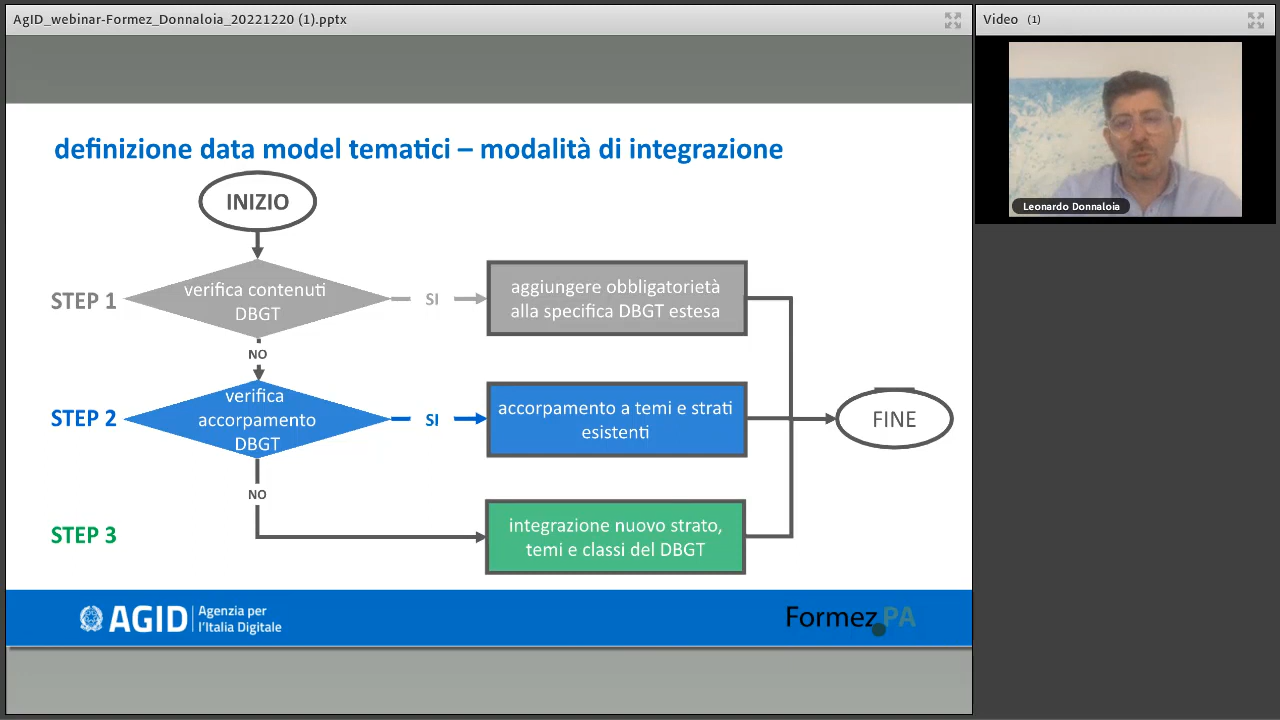 AgID_webinar-Formez_Donnaloia_20221220 (1).pptx
Video (1)
Leonardo Donnaloia
definizione data model tematici – modalità di integrazione
INIZIO
STEP 1
verifica contenuti
DBGT
SI
aggiungere obbligatorietà
alla specifica DBGT estesa
NO
STEP 2
verifica
accorpamento
DBGT
SI
accorpamento a temi e strati
esistenti
FINE
NO
STEP 3
integrazione nuovo strato,
temi e classi del DBGT
AGID
Agenzia per
l'Italia Digitale
Formez PA